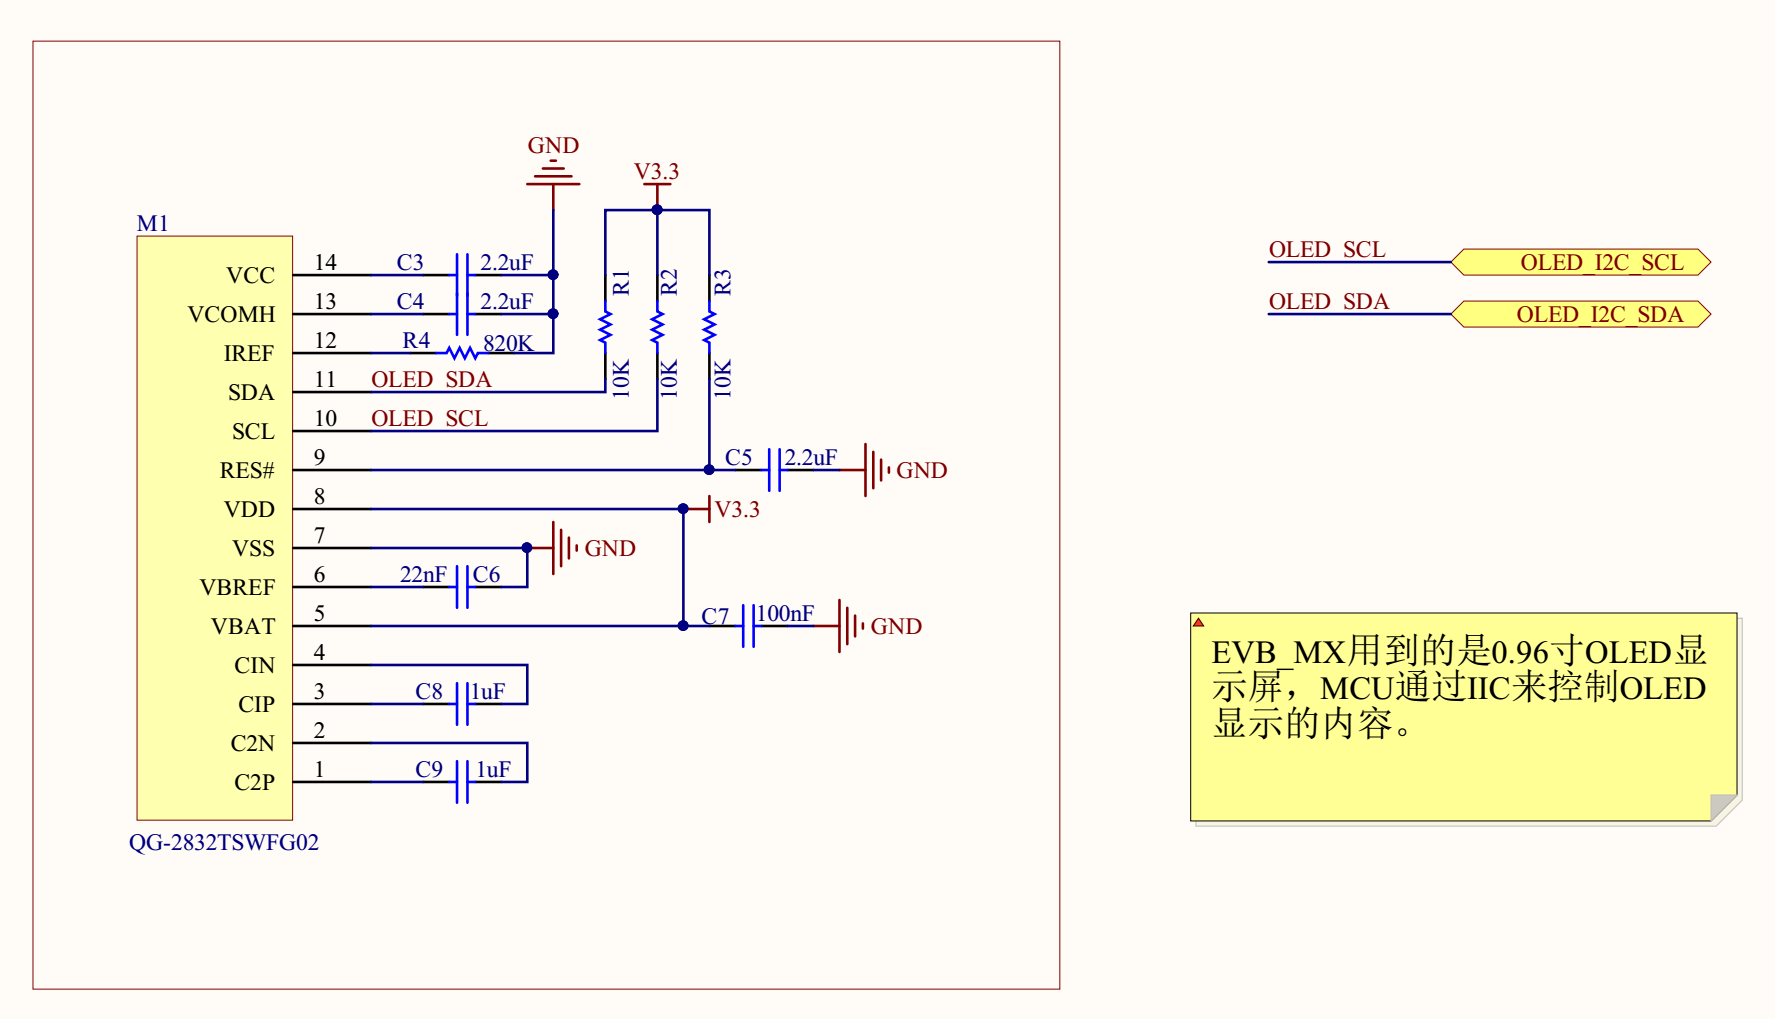 GND
V3.3
M1
VCC 14 C3 2.2uF
VCOMH 13 C4 2.2uF
IREF 12 R4 820K
R1 R2 R3
10K 10K 10K
SDA 11 OLED_SDA
SCL 10 OLED_SCL
RES# 9 C5 2.2uF GND
VDD 8 V3.3
VSS 7 GND
VBREF 6 22nF C6
VBAT 5 C7 100nF GND
CIN 4
CIP 3 C8 1uF
C2N 2
C2P 1 C9 1uF
QG-2832TSWFG02
OLED_SCL OLED_I2C_SCL
OLED_SDA OLED_I2C_SDA
EVB_MX用到的是0.96寸OLED显
示屏，MCU通过IIC来控制OLED
显示的内容。